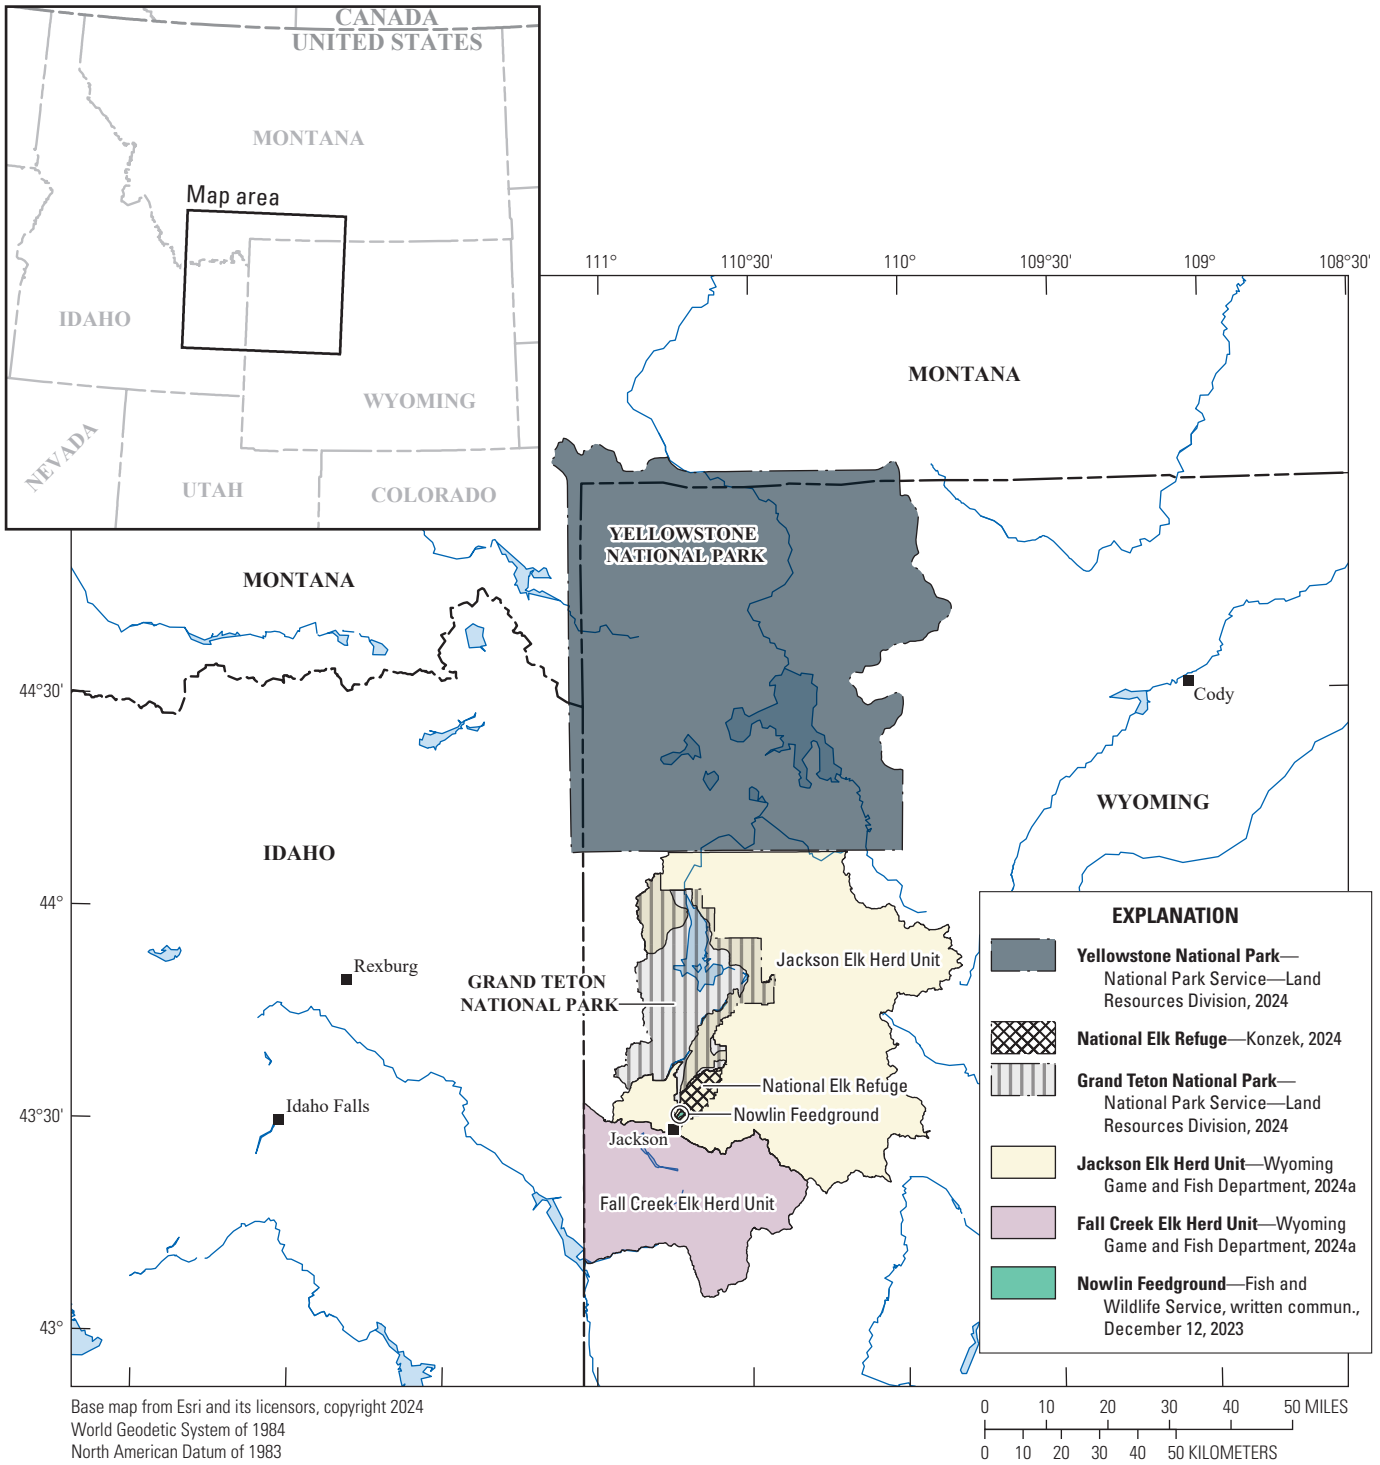 CANADA
UNITED STATES
MONTANA
Map area
IDAHO
WYOMING
NEVADA
UTAH
COLORADO
111°
110°30'
110°
109°30'
109°
108°30'
MONTANA
YELLOWSTONE
NATIONAL PARK
MONTANA
44°30'
Cody
WYOMING
IDAHO
44°
Rexburg
Jackson Elk Herd Unit
GRAND TETON
NATIONAL PARK
National Elk Refuge
43°30'
Idaho Falls
Nowlin Feedground
Jackson
Fall Creek Elk Herd Unit
43°
EXPLANATION
Yellowstone National Park—
National Park Service—Land
Resources Division, 2024
National Elk Refuge—Konzek, 2024
Grand Teton National Park—
National Park Service—Land
Resources Division, 2024
Jackson Elk Herd Unit—Wyoming
Game and Fish Department, 2024a
Fall Creek Elk Herd Unit—Wyoming
Game and Fish Department, 2024a
Nowlin Feedground—Fish and
Wildlife Service, written commun.,
December 12, 2023
Base map from Esri and its licensors, copyright 2024
World Geodetic System of 1984
North American Datum of 1983
0 10 20 30 40 50 MILES
0 10 20 30 40 50 KILOMETERS